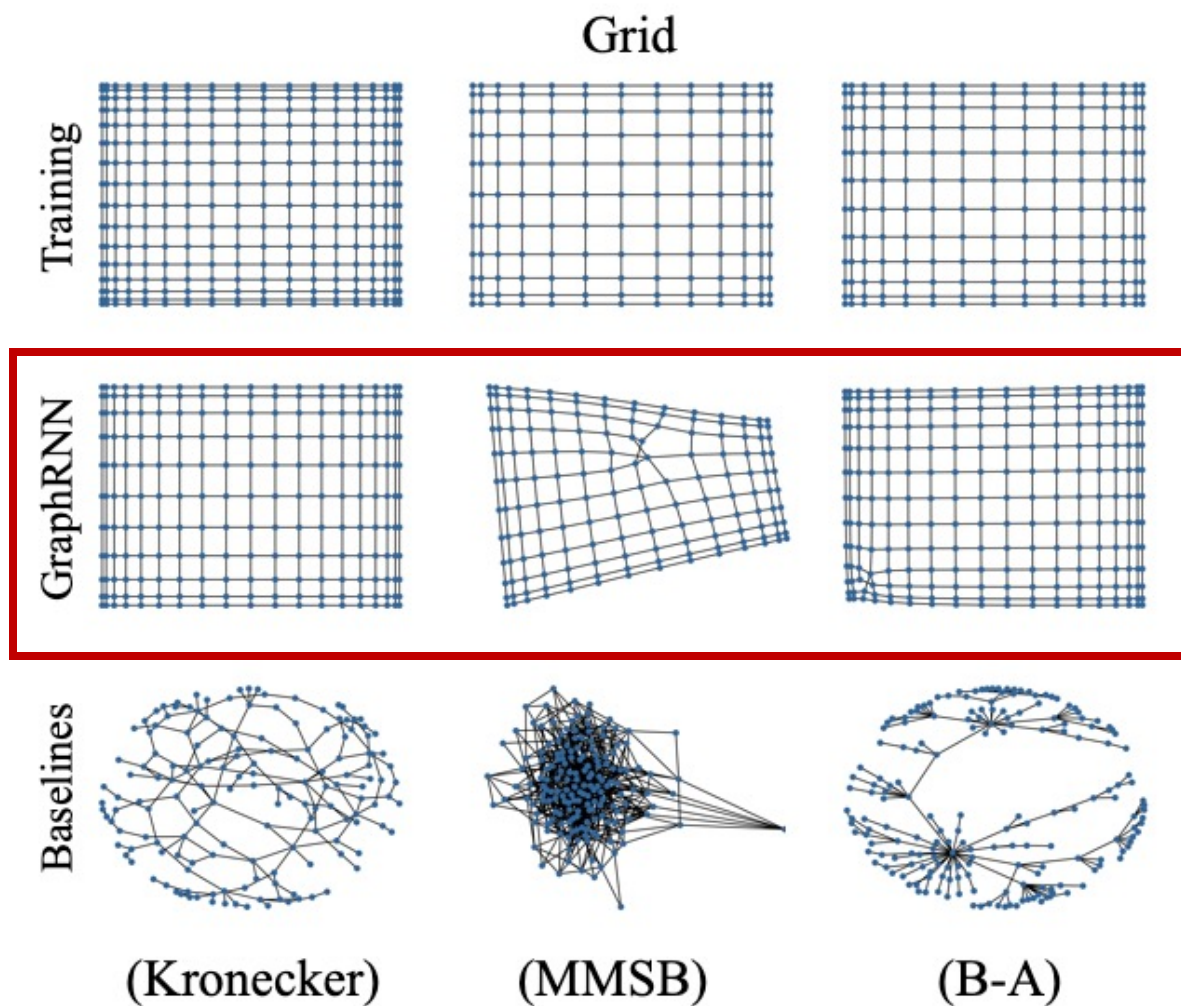 Grid
Training
GraphRNN
Baselines
(Kronecker) (MMSB) (B-A)